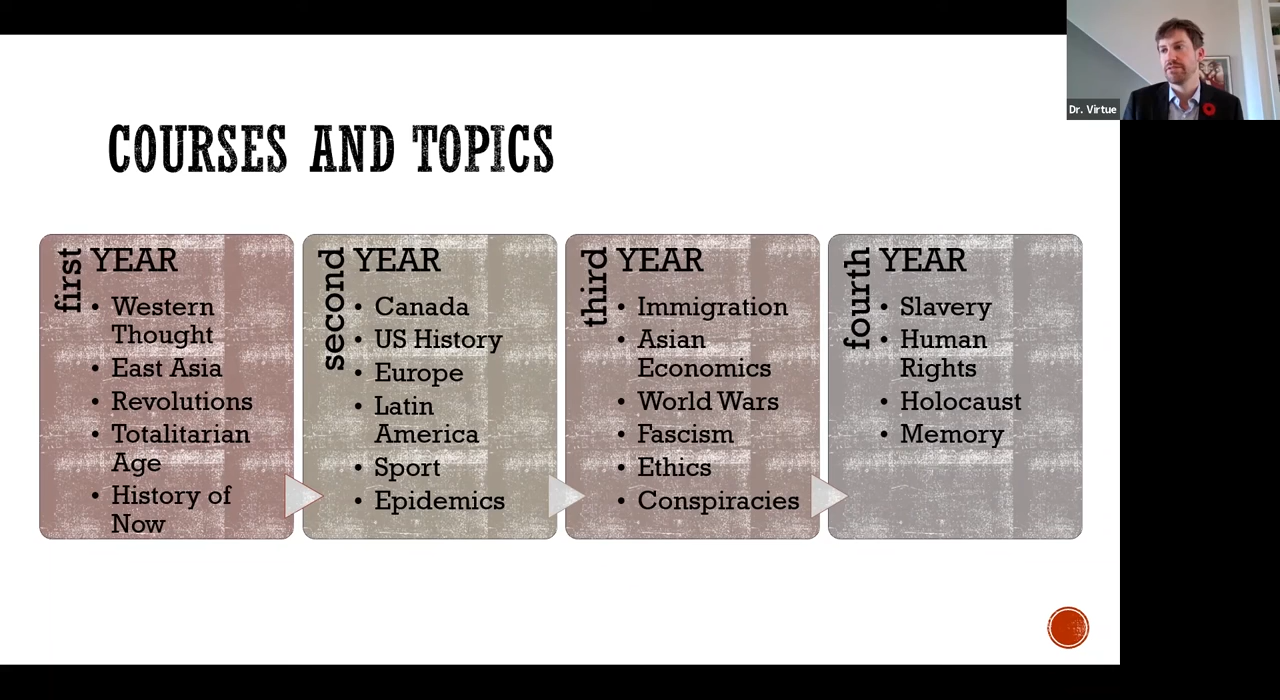 Dr. Virtue
COURSES AND TOPICS
first
YEAR
• Western
Thought
• East Asia
• Revolutions
• Totalitarian
Age
• History of
Now
second
YEAR
• Canada
• US History
• Europe
• Latin
America
• Sport
• Epidemics
third
YEAR
• Immigration
• Asian
Economics
• World Wars
• Fascism
• Ethics
• Conspiracies
fourth
YEAR
• Slavery
• Human
Rights
• Holocaust
• Memory